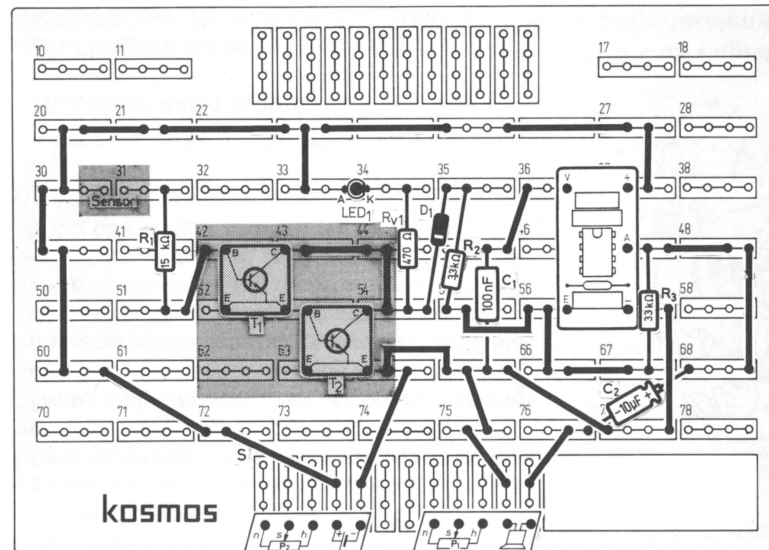 10 11 17 18
20 21 22 27 28
30 31 32 33 34 35 36 38
Sensor
A K
LED1
V +
R1 15 kΩ
41 42 43 44 48
Rv1 470 Ω
D1
R2 33kΩ
C1 100nF
A
B C
E E
T1
50 51 52 54 56 58
B C
E E
T2
E −
R3 33kΩ
60 61 62 63 66 67
C2
−10µF+
70 71 72 73 74 75 76 78
S
kosmos
n s h + −
P2
n s h
P1